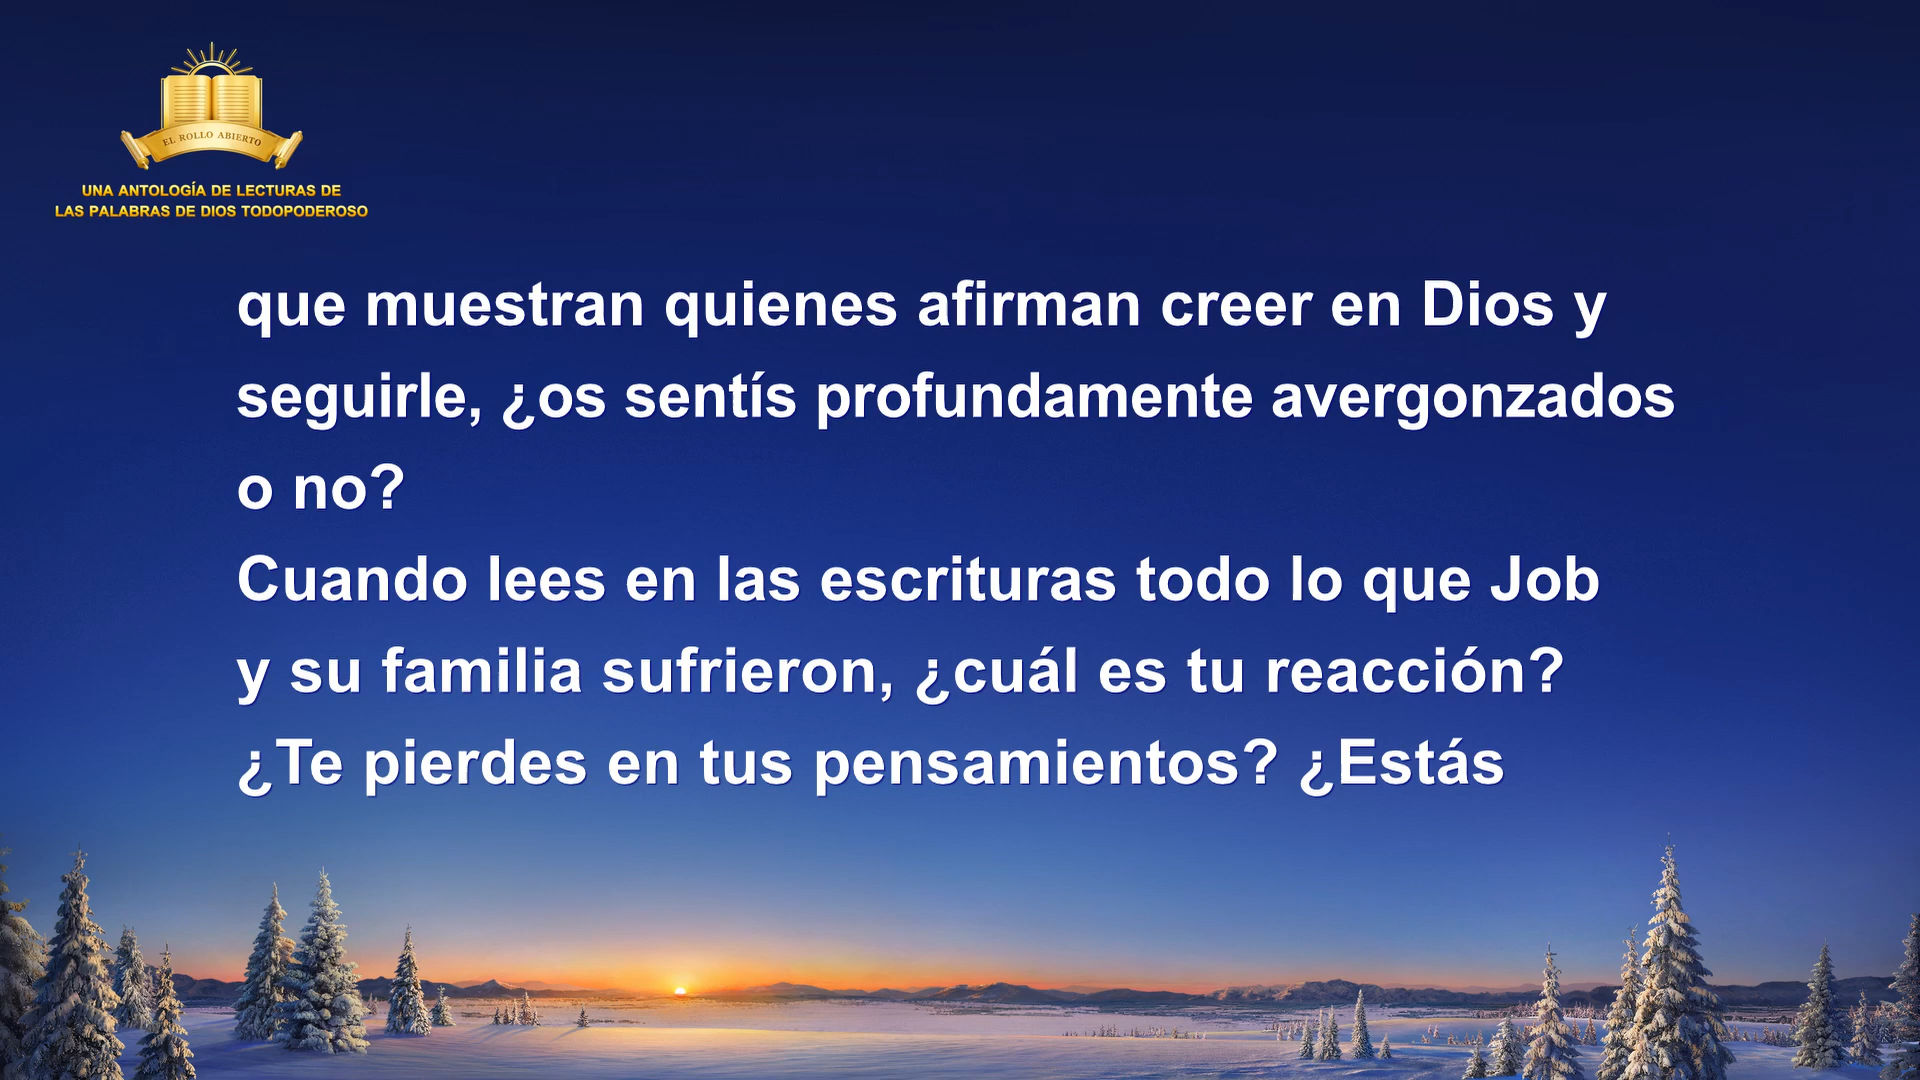 EL ROLLO ABIERTO
UNA ANTOLOGÍA DE LECTURAS DE
LAS PALABRAS DE DIOS TODOPODEROSO
que muestran quienes afirman creer en Dios y
seguirle, ¿os sentís profundamente avergonzados
o no?
Cuando lees en las escrituras todo lo que Job
y su familia sufrieron, ¿cuál es tu reacción?
¿Te pierdes en tus pensamientos? ¿Estás